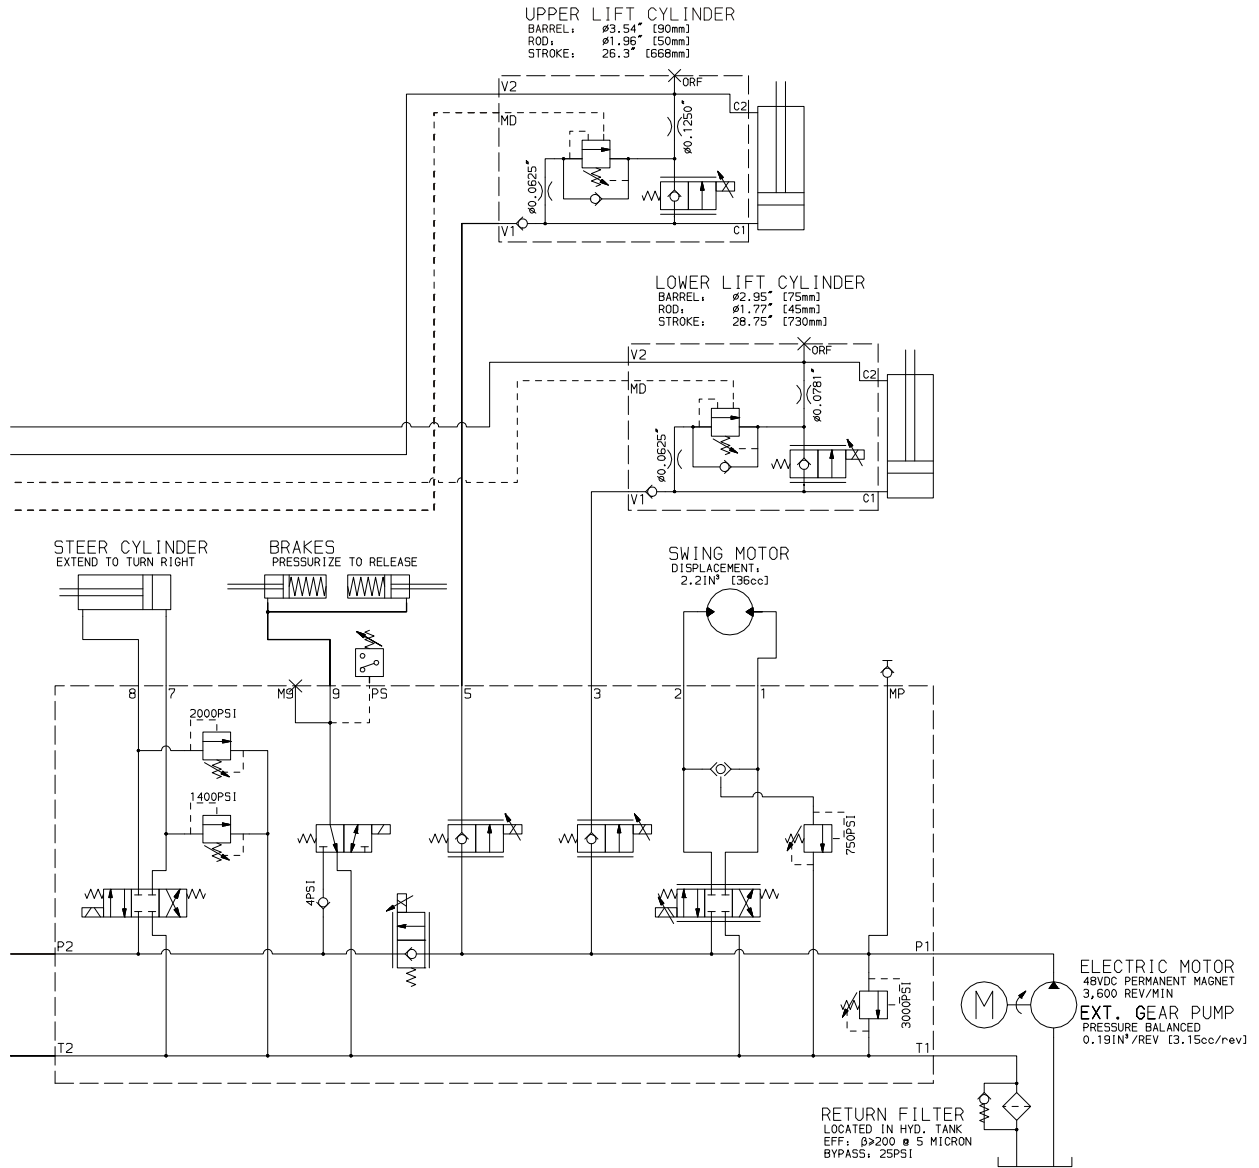 UPPER LIFT CYLINDER
BARREL: ø3.54" [90mm]
ROD: ø1.96" [50mm]
STROKE: 26.3" [668mm]
V2
ORF
C2
MD
ø0.1250"
ø0.0625"
V1
C1
LOWER LIFT CYLINDER
BARREL: ø2.95" [75mm]
ROD: ø1.77" [45mm]
STROKE: 28.75" [730mm]
V2
ORF
C2
MD
ø0.0781"
ø0.0625"
V1
C1
STEER CYLINDER
EXTEND TO TURN RIGHT
BRAKES
PRESSURIZE TO RELEASE
SWING MOTOR
DISPLACEMENT:
2.2IN³ [36cc]
8
7
M9
9
PS
5
3
2
1
MP
2000PSI
1400PSI
750PSI
4PSI
P2
P1
3000PSI
T2
T1
M
ELECTRIC MOTOR
48VDC PERMANENT MAGNET
3,600 REV/MIN
EXT. GEAR PUMP
PRESSURE BALANCED
0.19IN³/REV [3.15cc/rev]
RETURN FILTER
LOCATED IN HYD. TANK
EFF: β≥200 @ 5 MICRON
BYPASS: 25PSI